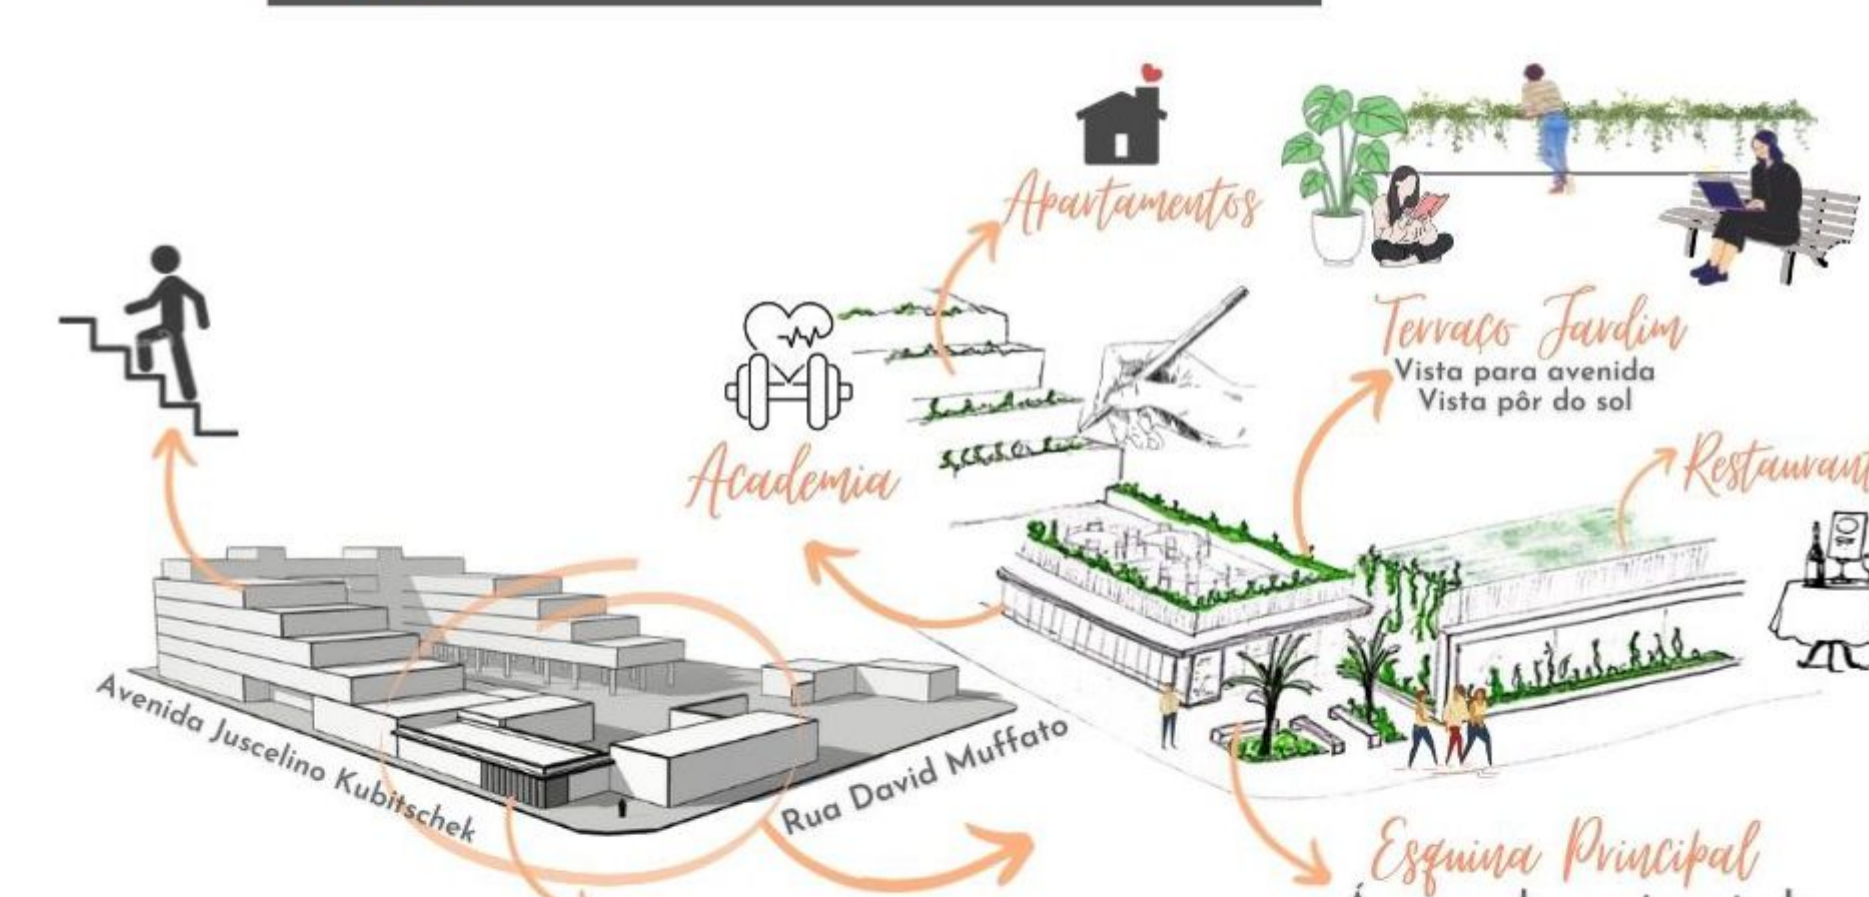 Apartamentos
Terraço Jardim
Vista para avenida
Vista pôr do sol
Academia
Restaurant
Avenida Juscelino Kubitschek
Rua David Muffato
Esquina Principal